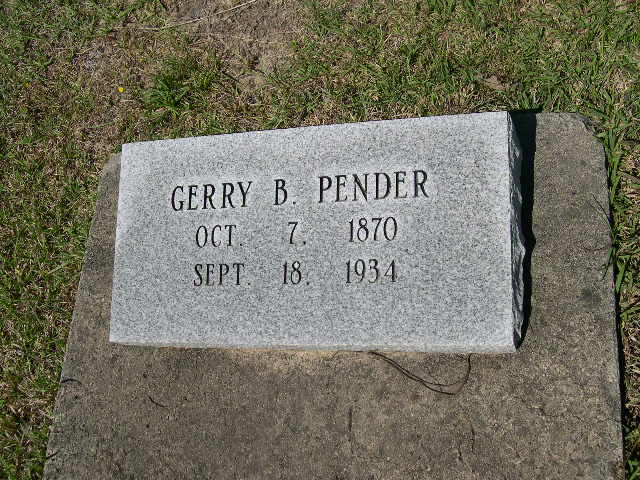 GERRY B. PENDER
OCT. 7. 1870
SEPT. 18. 1934